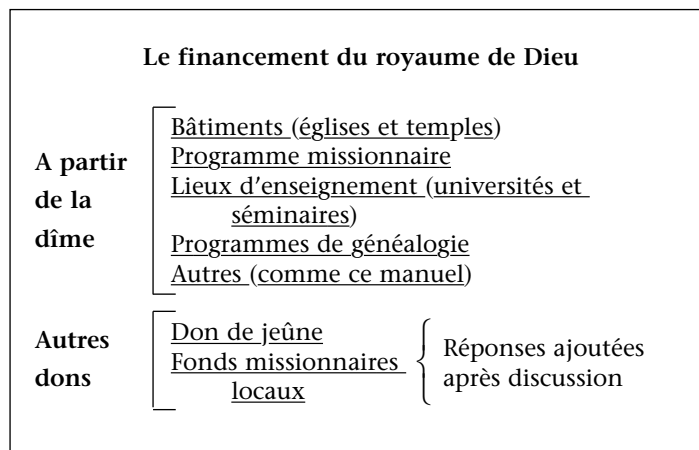 Le financement du royaume de Dieu
A partir
de la
dîme
Bâtiments (églises et temples)
Programme missionnaire
Lieux d'enseignement (universités et
séminaires)
Programmes de généalogie
Autres (comme ce manuel)
Autres
dons
Don de jeûne
Fonds missionnaires
locaux
Réponses ajoutées
après discussion